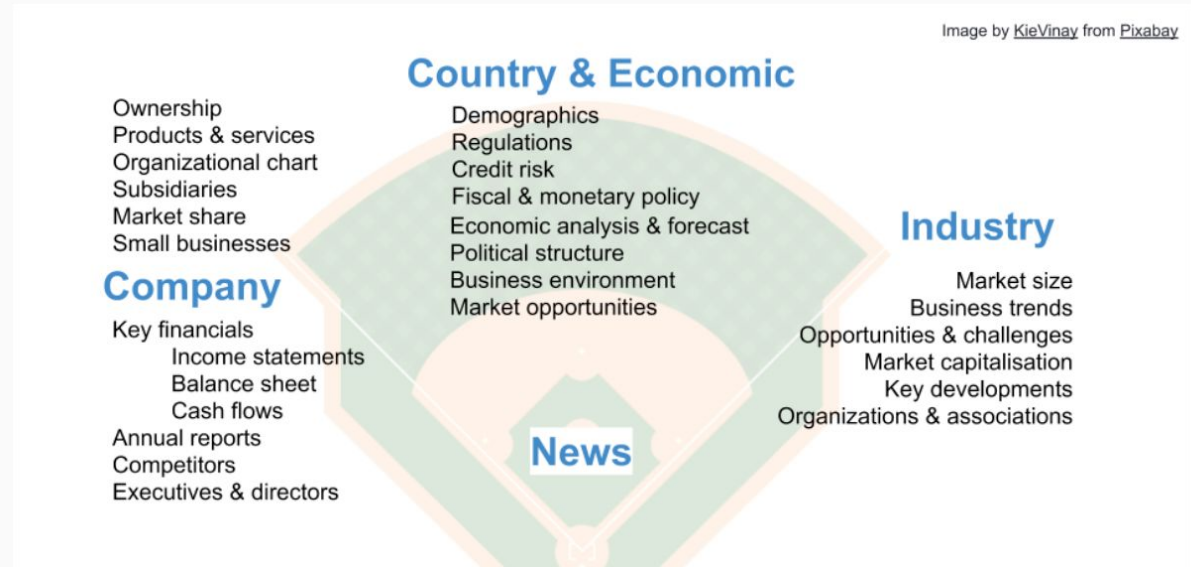 Image by KieVinay from Pixabay
Country & Economic
Ownership
Products & services
Organizational chart
Subsidiaries
Market share
Small businesses
Company
Key financials
Income statements
Balance sheet
Cash flows
Annual reports
Competitors
Executives & directors
Demographics
Regulations
Credit risk
Fiscal & monetary policy
Economic analysis & forecast
Political structure
Business environment
Market opportunities
News
Industry
Market size
Business trends
Opportunities & challenges
Market capitalisation
Key developments
Organizations & associations